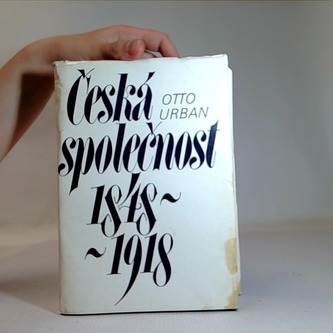 Česká
OTTO
URBAN
společnost
1848~
~1918